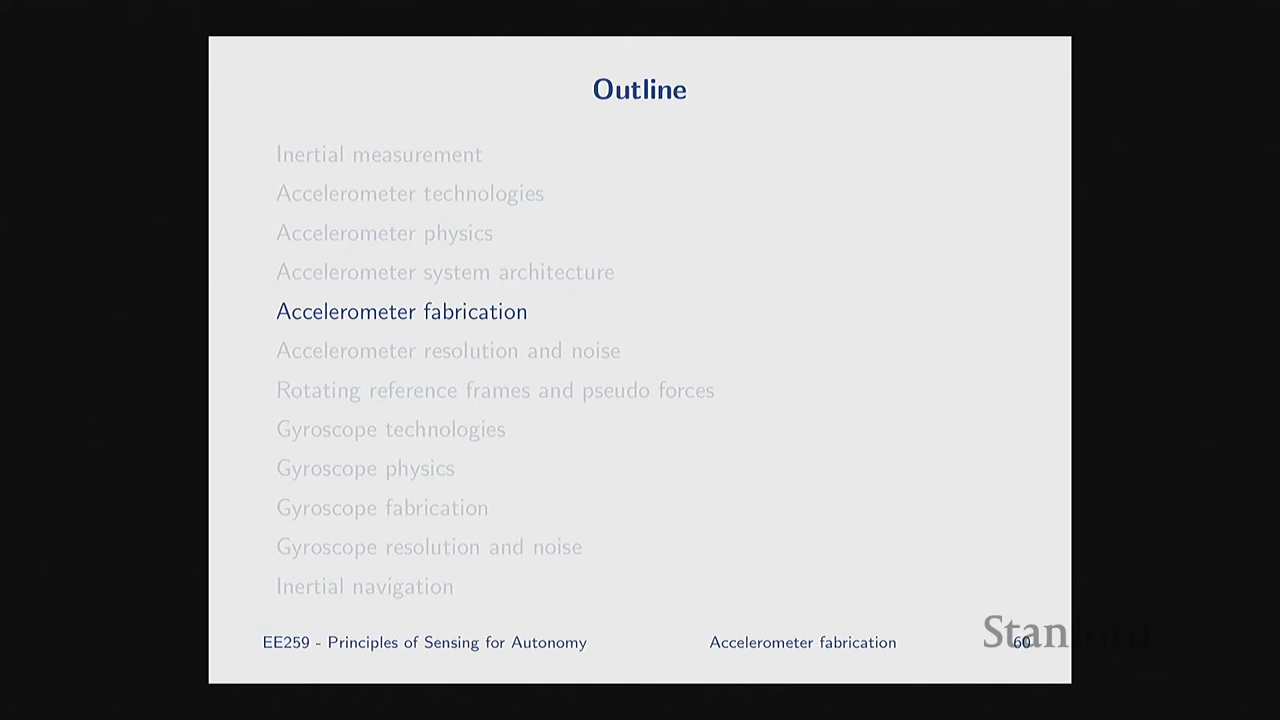 Outline
Inertial measurement
Accelerometer technologies
Accelerometer physics
Accelerometer system architecture
Accelerometer fabrication
Accelerometer resolution and noise
Rotating reference frames and pseudo forces
Gyroscope technologies
Gyroscope physics
Gyroscope fabrication
Gyroscope resolution and noise
Inertial navigation
EE259 - Principles of Sensing for Autonomy
Accelerometer fabrication
60
Stanford